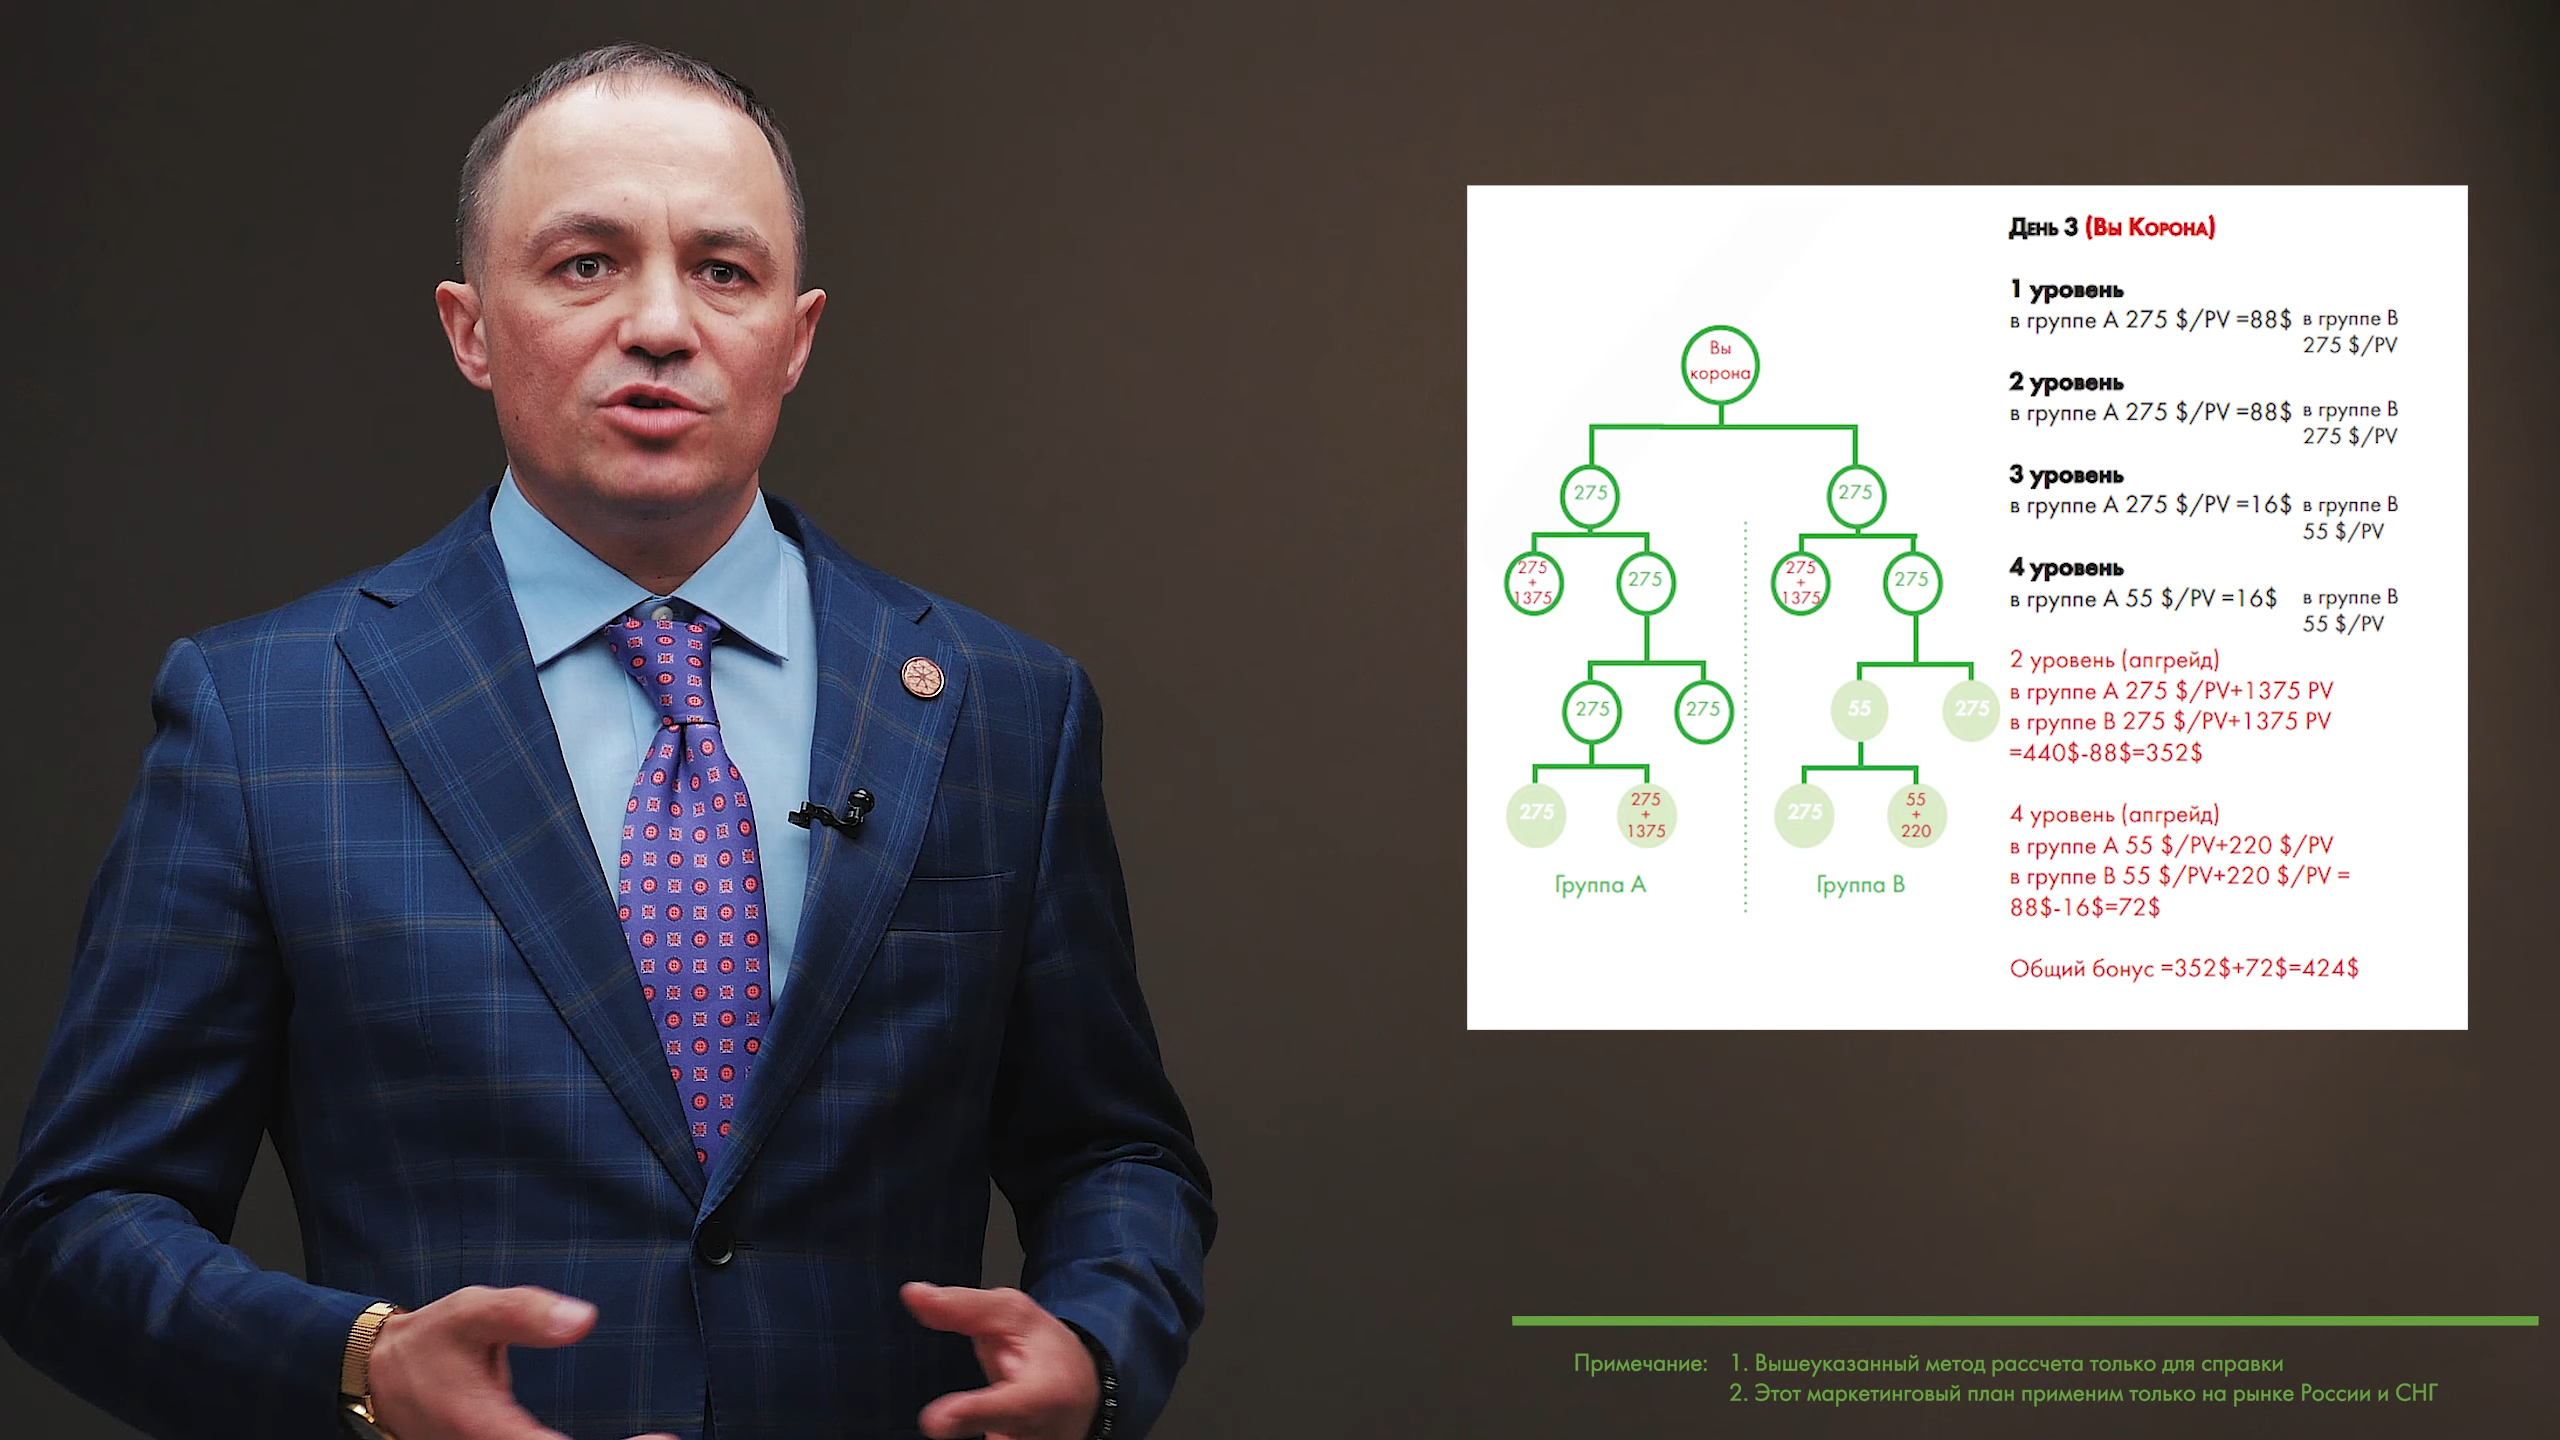 День 3 (Вы Корона)
1 уровень
в группе А 275 $/PV =88$ в группе В
275 $/PV
2 уровень
в группе А 275 $/PV =88$ в группе В
275 $/PV
3 уровень
в группе А 275 $/PV =16$ в группе В
55 $/PV
4 уровень
в группе А 55 $/PV =16$ в группе В
55 $/PV
2 уровень (апгрейд)
в группе А 275 $/PV+1375 PV
в группе В 275 $/PV+1375 PV
=440$-88$=352$
4 уровень (апгрейд)
в группе А 55 $/PV+220 $/PV
в группе В 55 $/PV+220 $/PV =
88$-16$=72$
Общий бонус =352$+72$=424$
Вы
корона
275
275
275
+
1375
275
275
+
1375
275
275
275
55
275
275
275
+
1375
275
55
+
220
Группа А
Группа В
Примечание: 1. Вышеуказанный метод рассчета только для справки
2. Этот маркетинговый план применим только на рынке России и СНГ